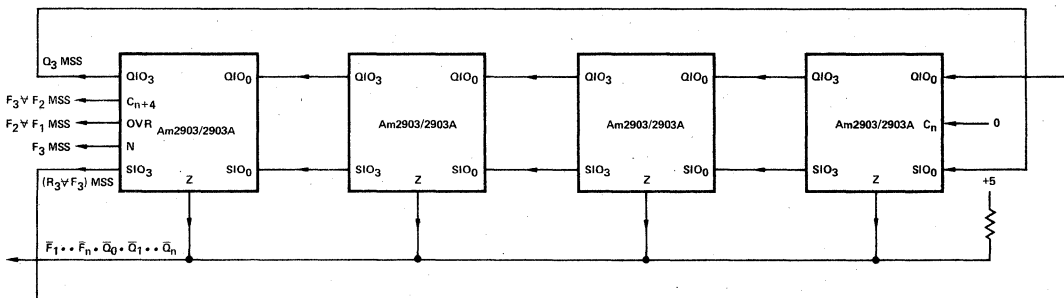 Q₃ MSS
QIO₃ QIO₀ QIO₃ QIO₀ QIO₃ QIO₀ QIO₃ QIO₀
F₃∀F₂ MSS Cₙ₊₄
F₂∀F₁ MSS OVR Am2903/2903A Am2903/2903A Am2903/2903A Am2903/2903A Cₙ 0
F₃ MSS N
SIO₃ SIO₀ SIO₃ SIO₀ SIO₃ SIO₀ SIO₃ SIO₀
(R₃∀F₃) MSS Z Z Z Z +5
F̅₁ • • F̅ₙ • Q̅₀ • Q̅₁ • • Q̅ₙ